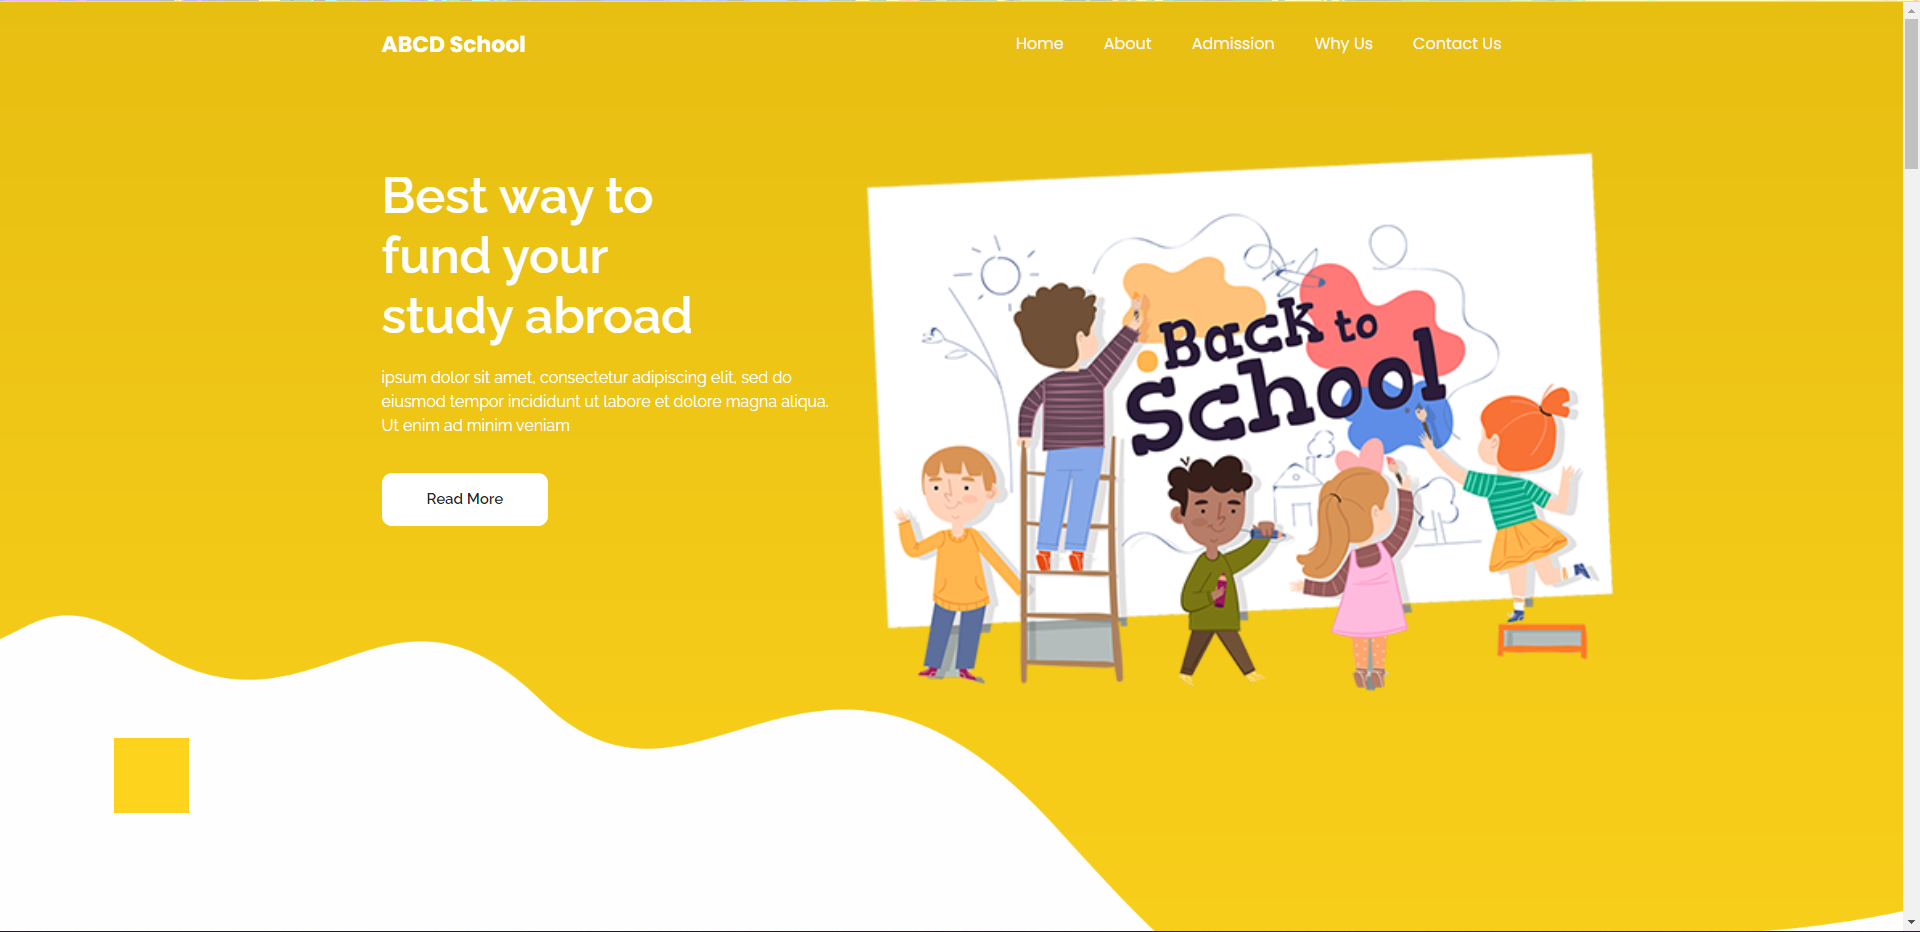 ABCD School
Home About Admission Why Us Contact Us
Best way to
fund your
study abroad
ipsum dolor sit amet, consectetur adipiscing elit, sed do
eiusmod tempor incididunt ut labore et dolore magna aliqua.
Ut enim ad minim veniam
Read More
Back to
School